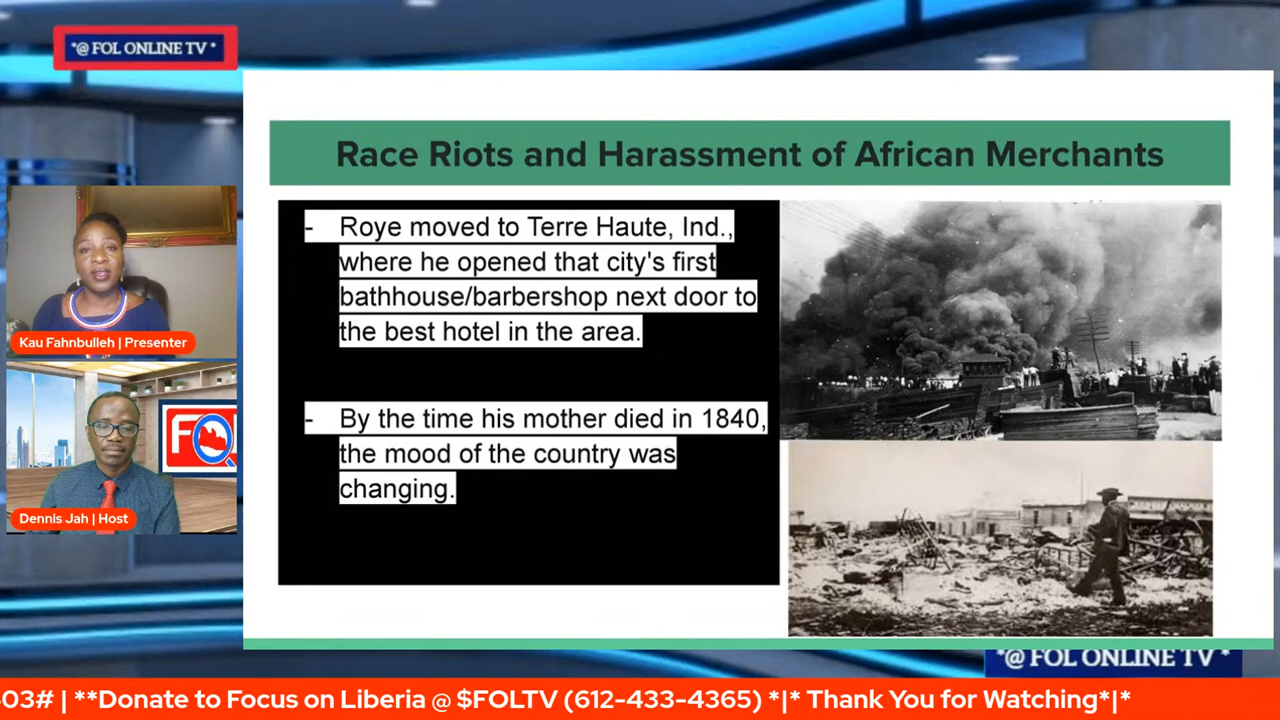 *@ FOL ONLINE TV *
Race Riots and Harassment of African Merchants
- Roye moved to Terre Haute, Ind.,
where he opened that city's first
bathhouse/barbershop next door to
the best hotel in the area.
- By the time his mother died in 1840,
the mood of the country was
changing.
Kau Fahnbulleh | Presenter
FO
Dennis Jah | Host
*@ FOL ONLINE TV *
03# | **Donate to Focus on Liberia @ $FOLTV (612-433-4365) *|* Thank You for Watching*|*